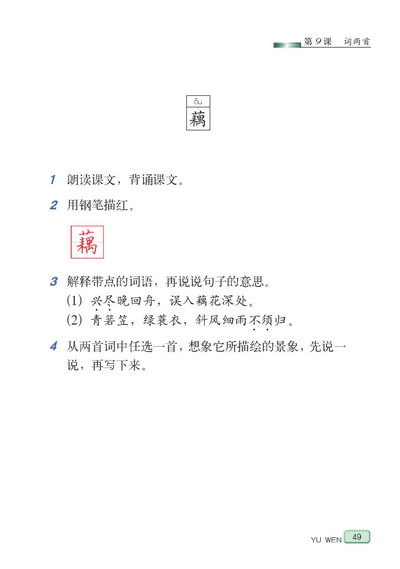 第9课 词两首
ǒu
藕
1 朗读课文，背诵课文。
2 用钢笔描红。
藕
3 解释带点的词语，再说说句子的意思。
(1) 兴尽晚回舟，误入藕花深处。
(2) 青箬笠，绿蓑衣，斜风细雨不须归。
4 从两首词中任选一首，想象它所描绘的景象，先说一
说，再写下来。
YU WEN 49